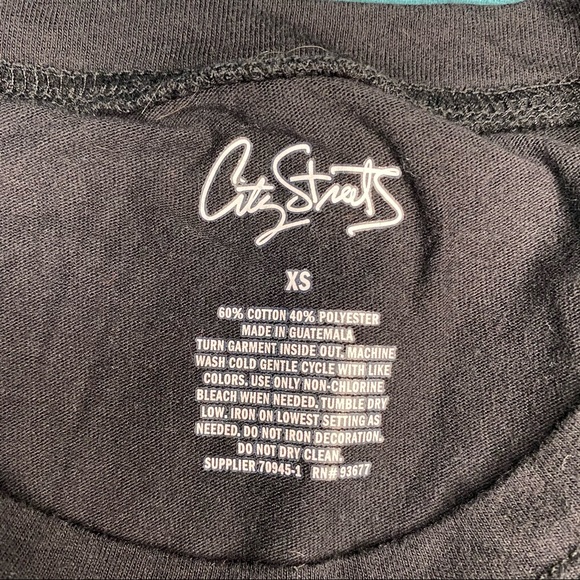 City Streets
XS
60% COTTON 40% POLYESTER
MADE IN GUATEMALA
TURN GARMENT INSIDE OUT. MACHINE
WASH COLD GENTLE CYCLE WITH LIKE
COLORS. USE ONLY NON-CHLORINE
BLEACH WHEN NEEDED. TUMBLE DRY
LOW. IRON ON LOWEST SETTING AS
NEEDED. DO NOT IRON DECORATION.
DO NOT DRY CLEAN.
SUPPLIER 70945-1 RN# 93677